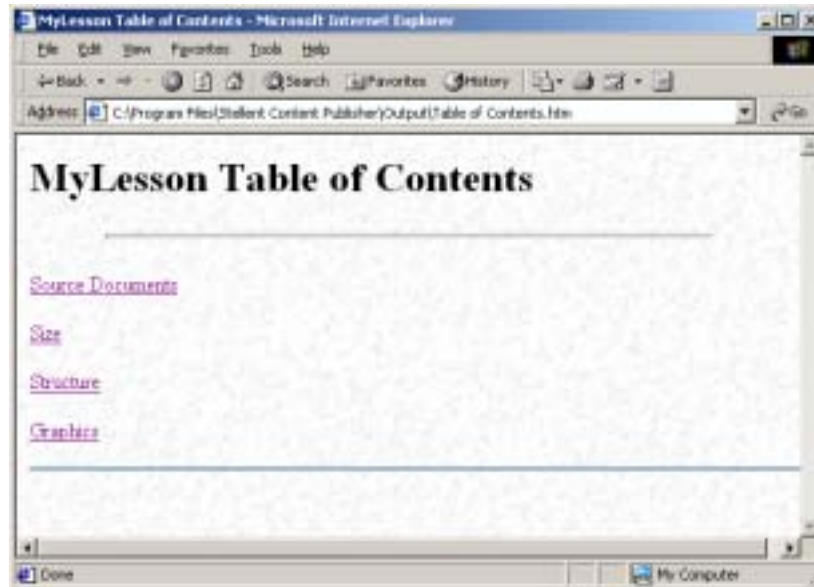 MyLesson Table of Contents - Microsoft Internet Explorer
File Edit View Favorites Tools Help
Back Search Favorites History
Address C:\Program Files\Stellent Content Publisher\Output\Table of Contents.htm Go
MyLesson Table of Contents
Source Documents
Size
Structure
Graphics
Done My Computer